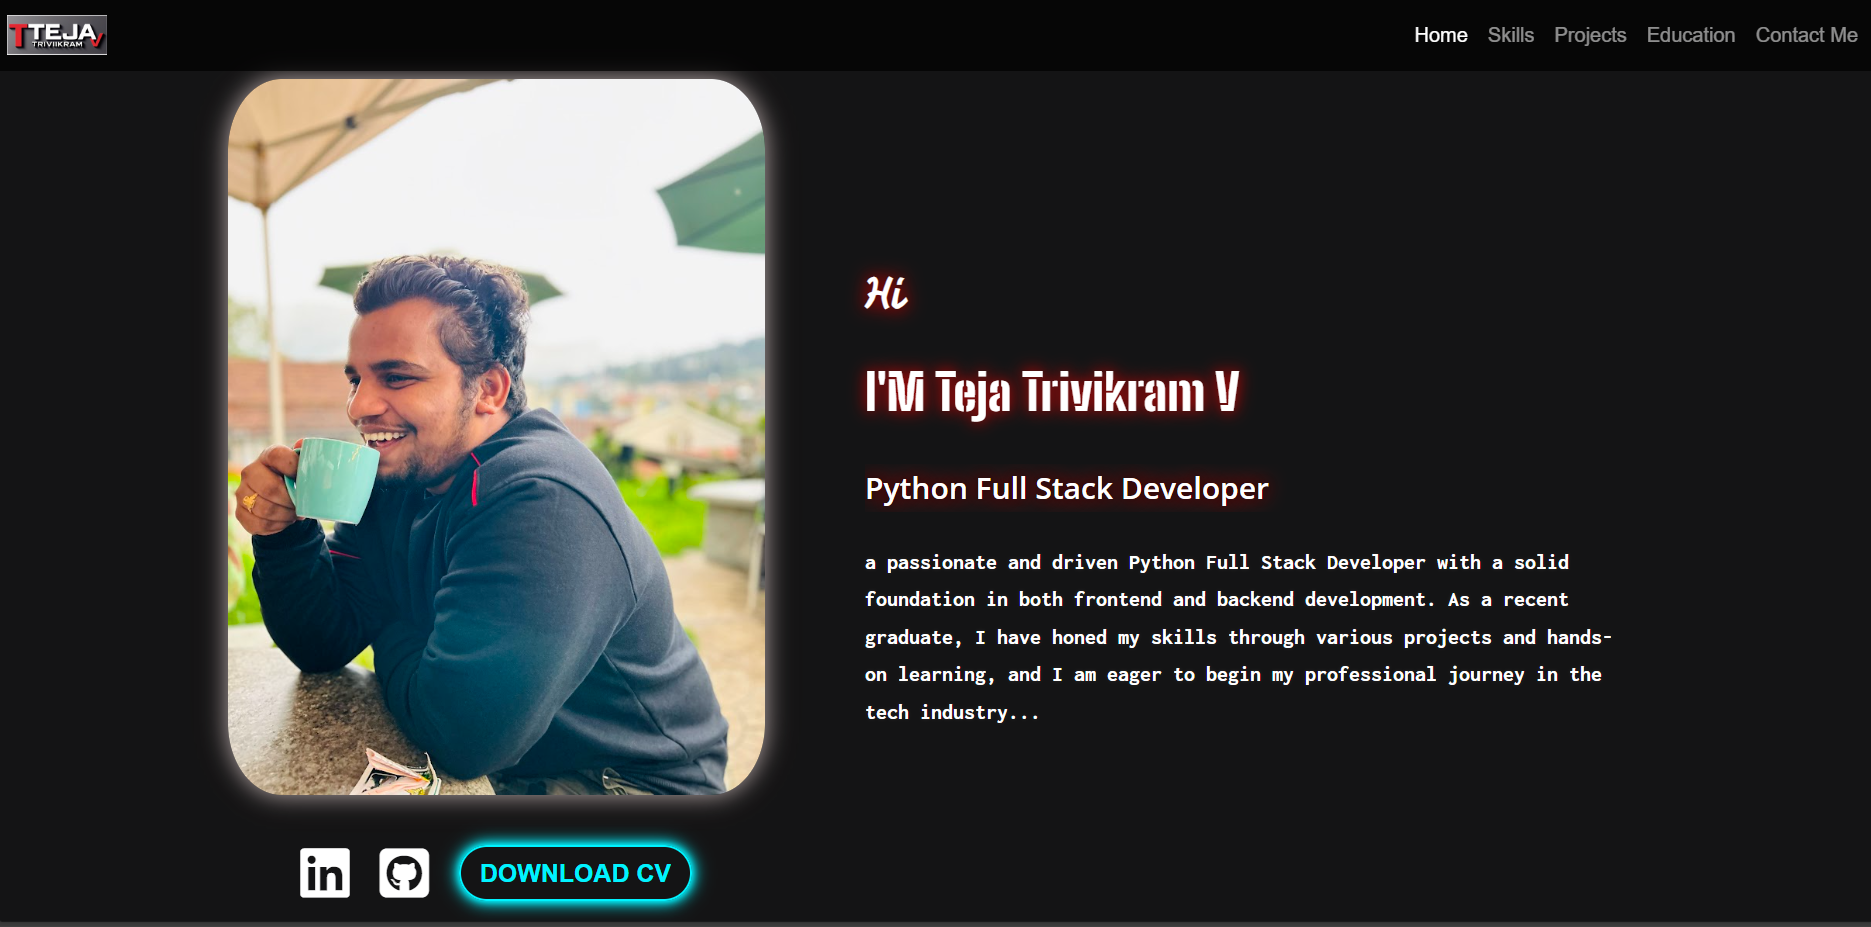 TTEJA V
TRIVIIKRAM
Home Skills Projects Education Contact Me
Hi
I'M Teja Trivikram V
Python Full Stack Developer
a passionate and driven Python Full Stack Developer with a solid
foundation in both frontend and backend development. As a recent
graduate, I have honed my skills through various projects and hands-
on learning, and I am eager to begin my professional journey in the
tech industry...
in
DOWNLOAD CV